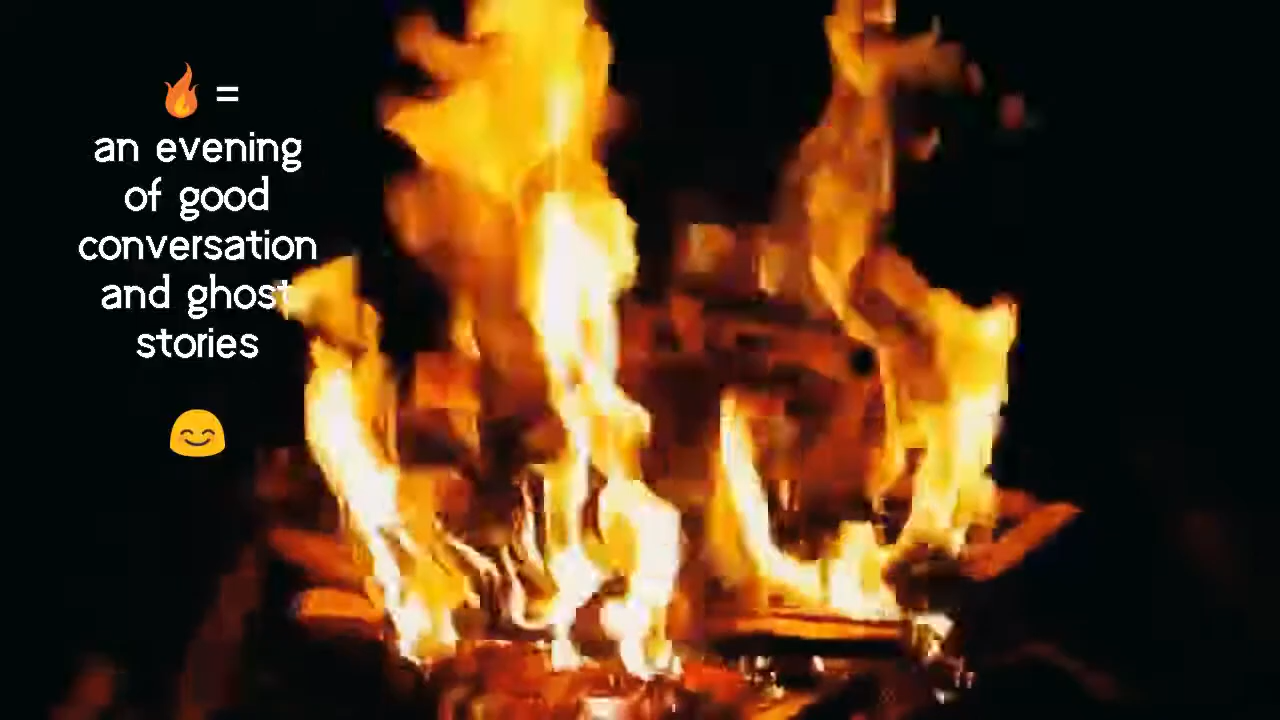 🔥 =
an evening
of good
conversation
and ghost
stories
😊